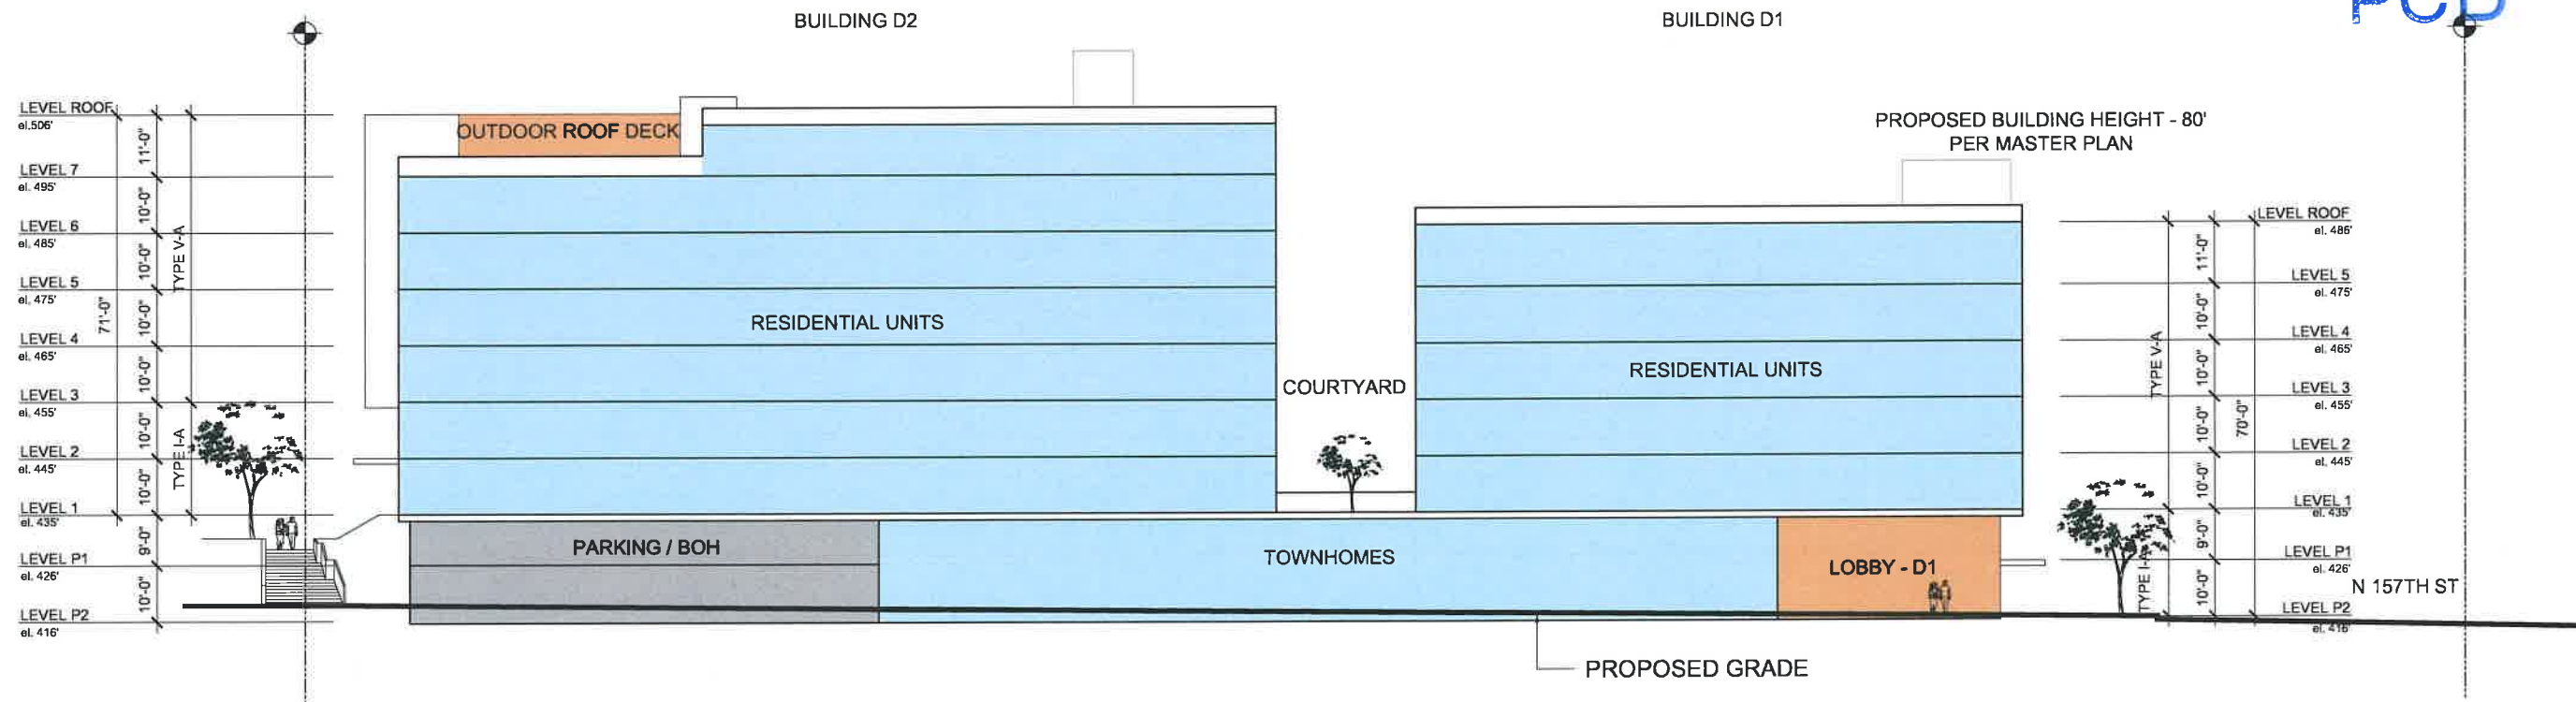 PCD
BUILDING D2
BUILDING D1
LEVEL ROOF
el.506'
11'-0"
LEVEL 7
el. 495'
10'-0"
LEVEL 6
el. 485'
10'-0"
TYPE V-A
LEVEL 5
el. 475'
71'-0"
10'-0"
LEVEL 4
el. 465'
10'-0"
LEVEL 3
el. 455'
10'-0"
LEVEL 2
el. 445'
TYPE I-A
10'-0"
LEVEL 1
el. 435'
9'-0"
LEVEL P1
el. 426'
10'-0"
LEVEL P2
el. 416'
OUTDOOR ROOF DECK
RESIDENTIAL UNITS
COURTYARD
RESIDENTIAL UNITS
PARKING / BOH
TOWNHOMES
LOBBY - D1
PROPOSED GRADE
PROPOSED BUILDING HEIGHT - 80'
PER MASTER PLAN
LEVEL ROOF
el. 486'
11'-0"
LEVEL 5
el. 475'
10'-0"
LEVEL 4
el. 465'
TYPE V-A
10'-0"
LEVEL 3
el. 455'
70'-0"
10'-0"
LEVEL 2
el. 445'
10'-0"
LEVEL 1
el. 435'
9'-0"
LEVEL P1
el. 426'
TYPE I-A
10'-0"
LEVEL P2
el. 416'
N 157TH ST